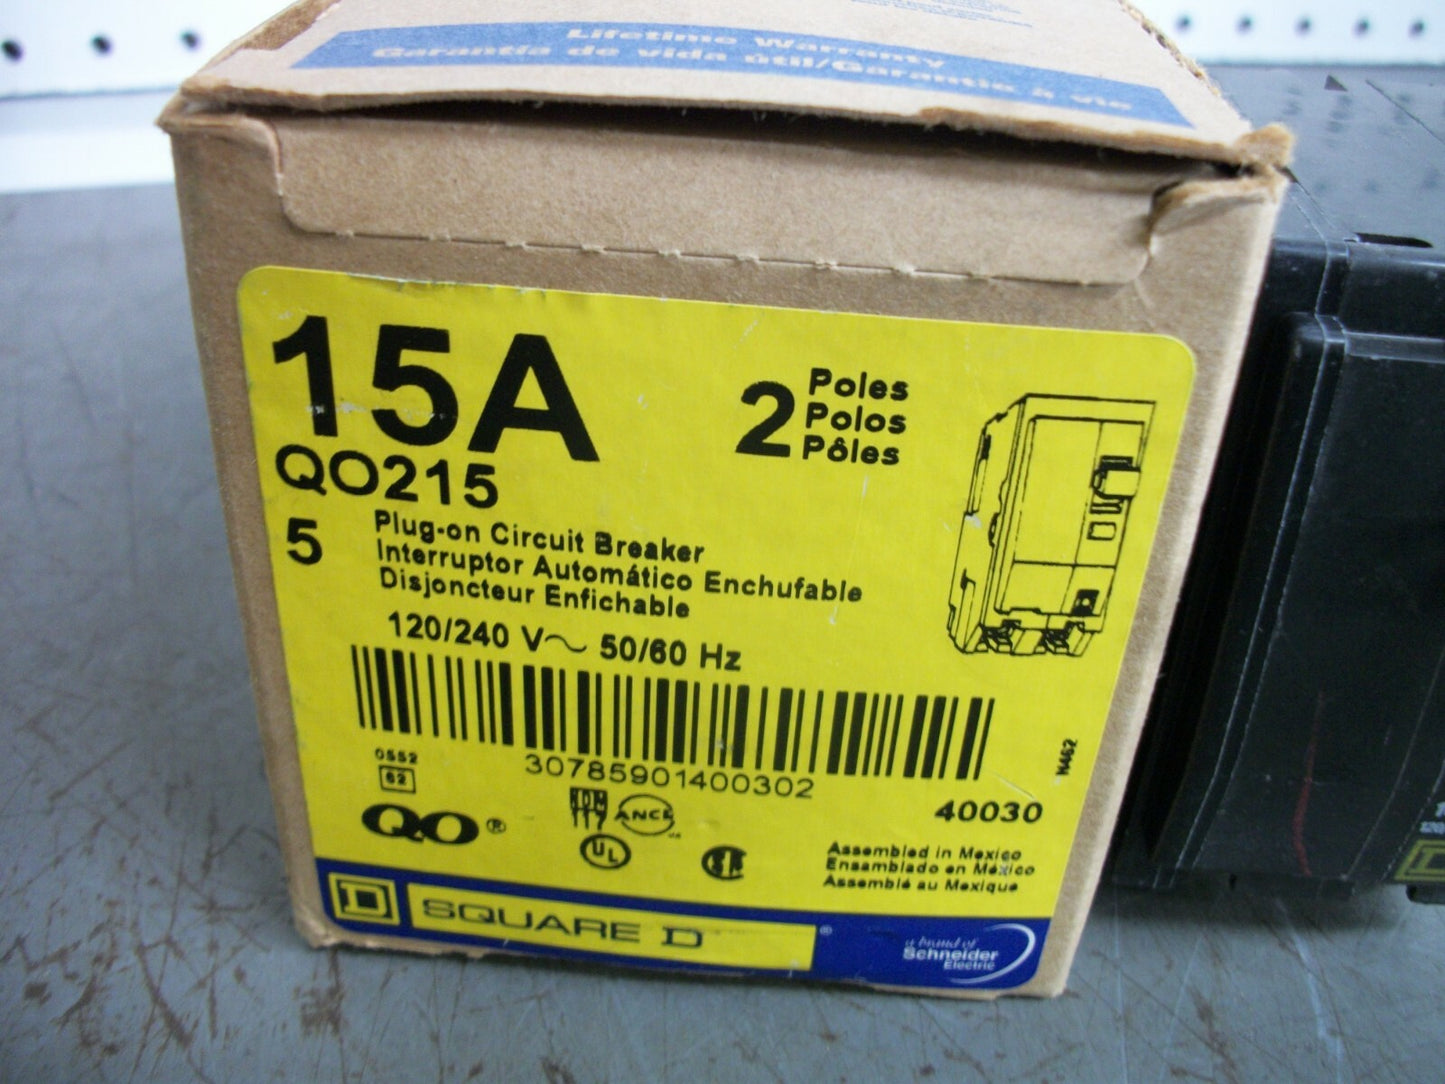 Lifetime Warranty
Garantía de vida útil/Garantie à vie
15A
2 Poles
Polos
Pôles
QO215
5
Plug-on Circuit Breaker
Interruptor Automático Enchufable
Disjoncteur Enfichable
120/240 V~ 50/60 Hz
30785901400302
0552
62
40030
N462
QO®
ANCE
UL
Assembled in Mexico
Ensamblado en México
Assemblé au Mexique
D
SQUARE D
®
a brand of
Schneider
Electric